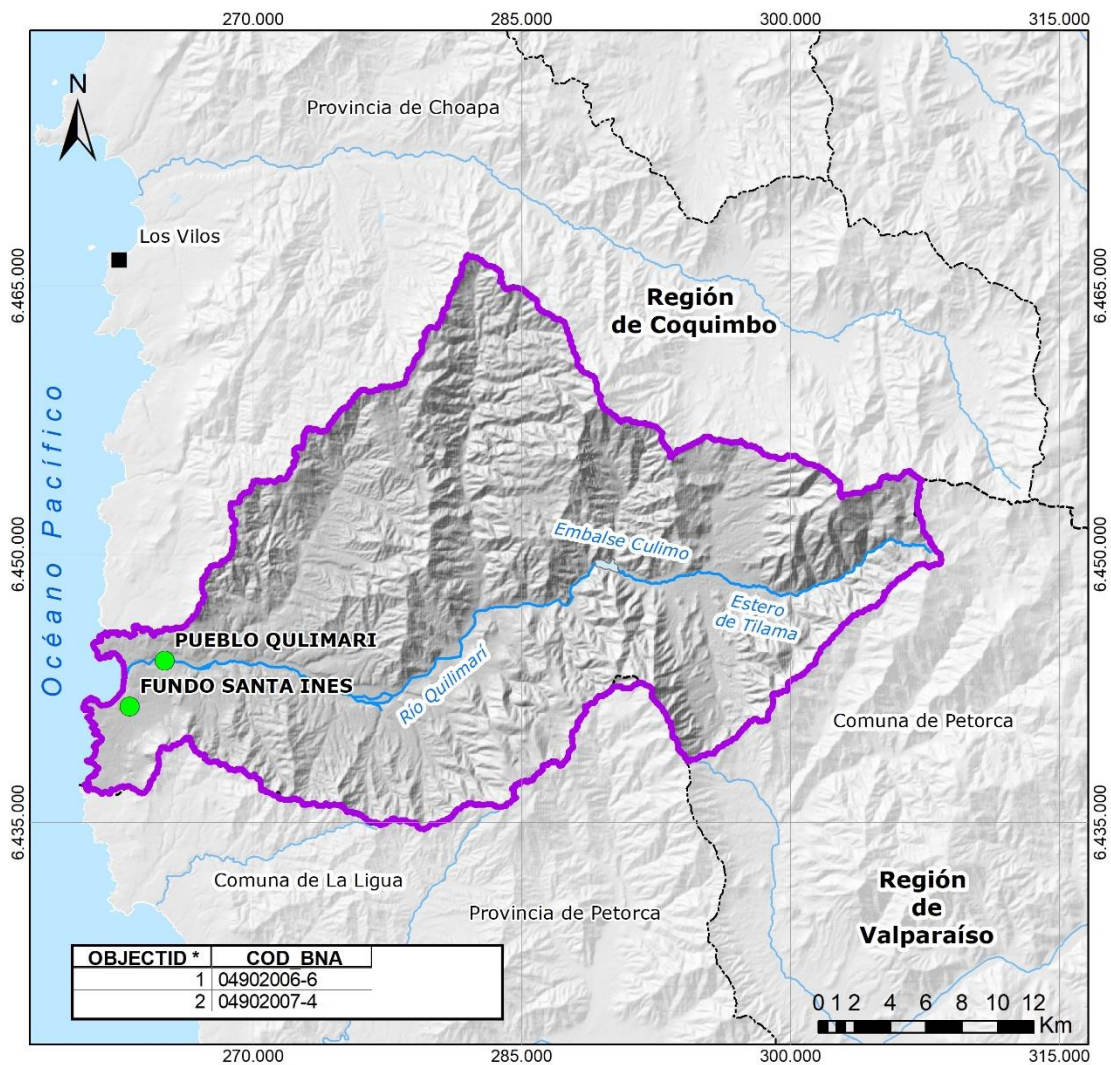 270.000 285.000 300.000 315.000
N
Provincia de Choapa
Los Vilos
6.465.000 6.465.000
Región
de Coquimbo
Océano Pacífico
Embalse Culimo
6.450.000 6.450.000
Estero
de Tilama
PUEBLO QULIMARI
FUNDO SANTA INES
Río Quilimarí
Comuna de Petorca
6.435.000 6.435.000
Comuna de La Ligua
Provincia de Petorca
Región
de
Valparaíso
OBJECTID * COD_BNA
1 04902006-6
2 04902007-4
0 1 2 4 6 8 10 12
Km
270.000 285.000 300.000 315.000